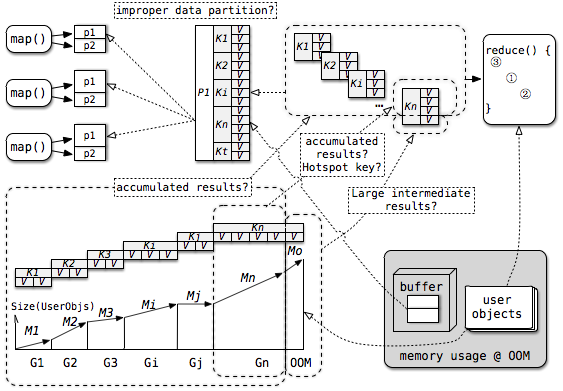 improper data partition?
map()
p1
p2
map()
p1
p2
map()
p1
p2
P1
K1
V
V
K2
V
V
Ki
V
V
Kn
V
V
V
V
Kt
V
K1
V
V
K2
V
V
Ki
V
V
...
Kn
V
V
V
V
reduce() {
③
①
②
}
accumulated results?
accumulated
results?
Hotspot key?
Large intermediate
results?
K1
V V
K2
V V
K3
V V
Ki
V V V
Kj
V V
Kn
V V V V V
Size(UserObjs)
M1
M2
M3
Mi
Mj
Mn
Mo
G1 G2 G3 Gi Gj Gn OOM
buffer
user
objects
memory usage @ OOM